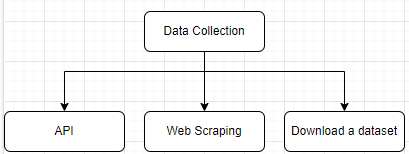 Data Collection
API
Web Scraping
Download a dataset